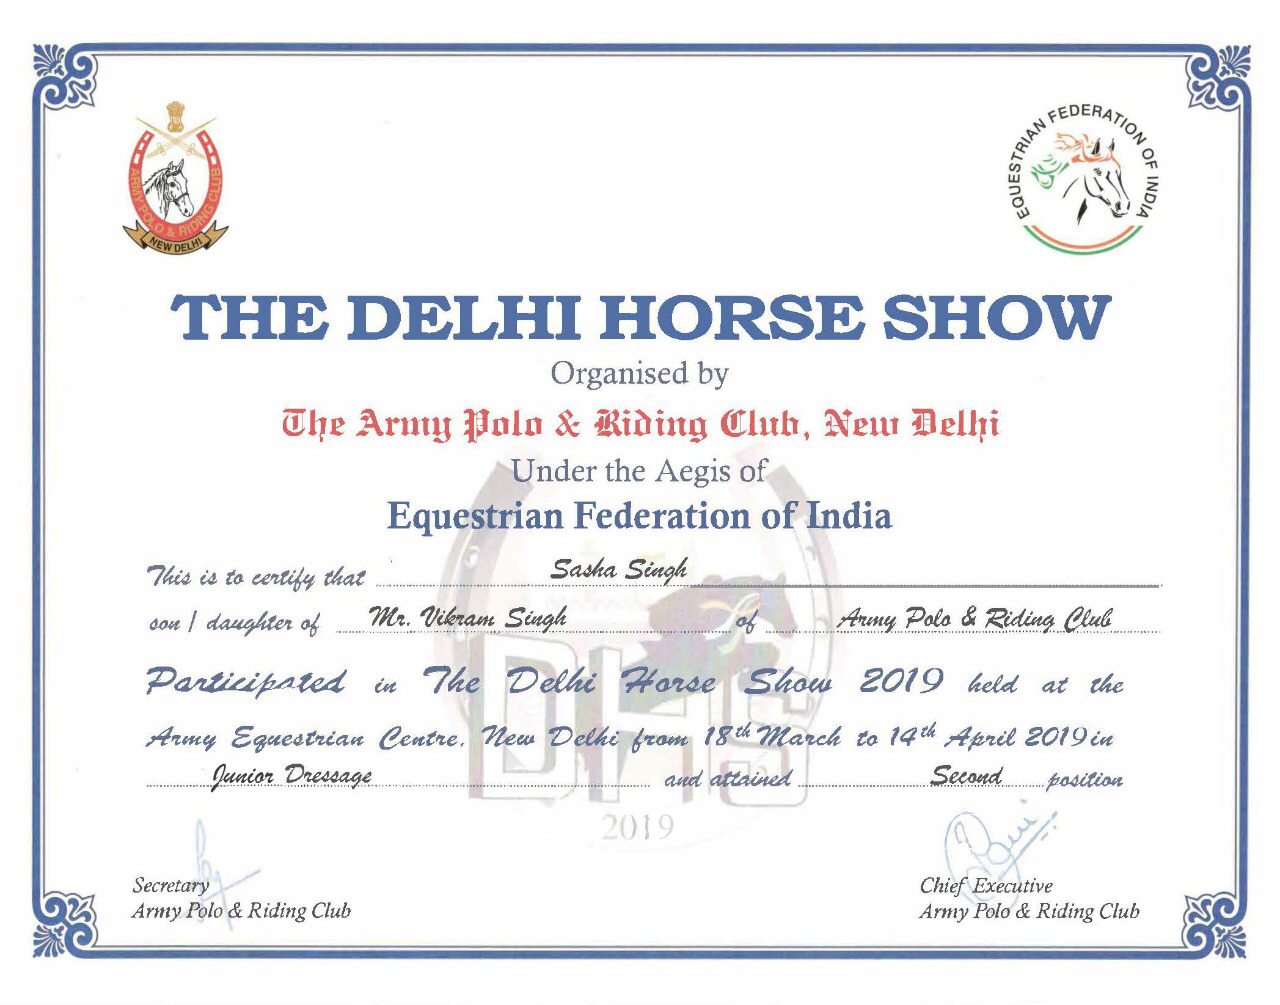 ARMY POLO & RIDING CLUB
NEW DELHI
EQUESTRIAN FEDERATION OF INDIA
THE DELHI HORSE SHOW
Organised by
The Army Polo & Riding Club, New Delhi
Under the Aegis of
Equestrian Federation of India
This is to certify that Sasha Singh
son / daughter of Mr. Vikram Singh of Army Polo & Riding Club
Participated in The Delhi Horse Show 2019 held at the
Army Equestrian Centre, New Delhi from 18th March to 14th April 2019 in
Junior Dressage and attained Second position
DHS
2019
Secretary
Army Polo & Riding Club
Chief Executive
Army Polo & Riding Club